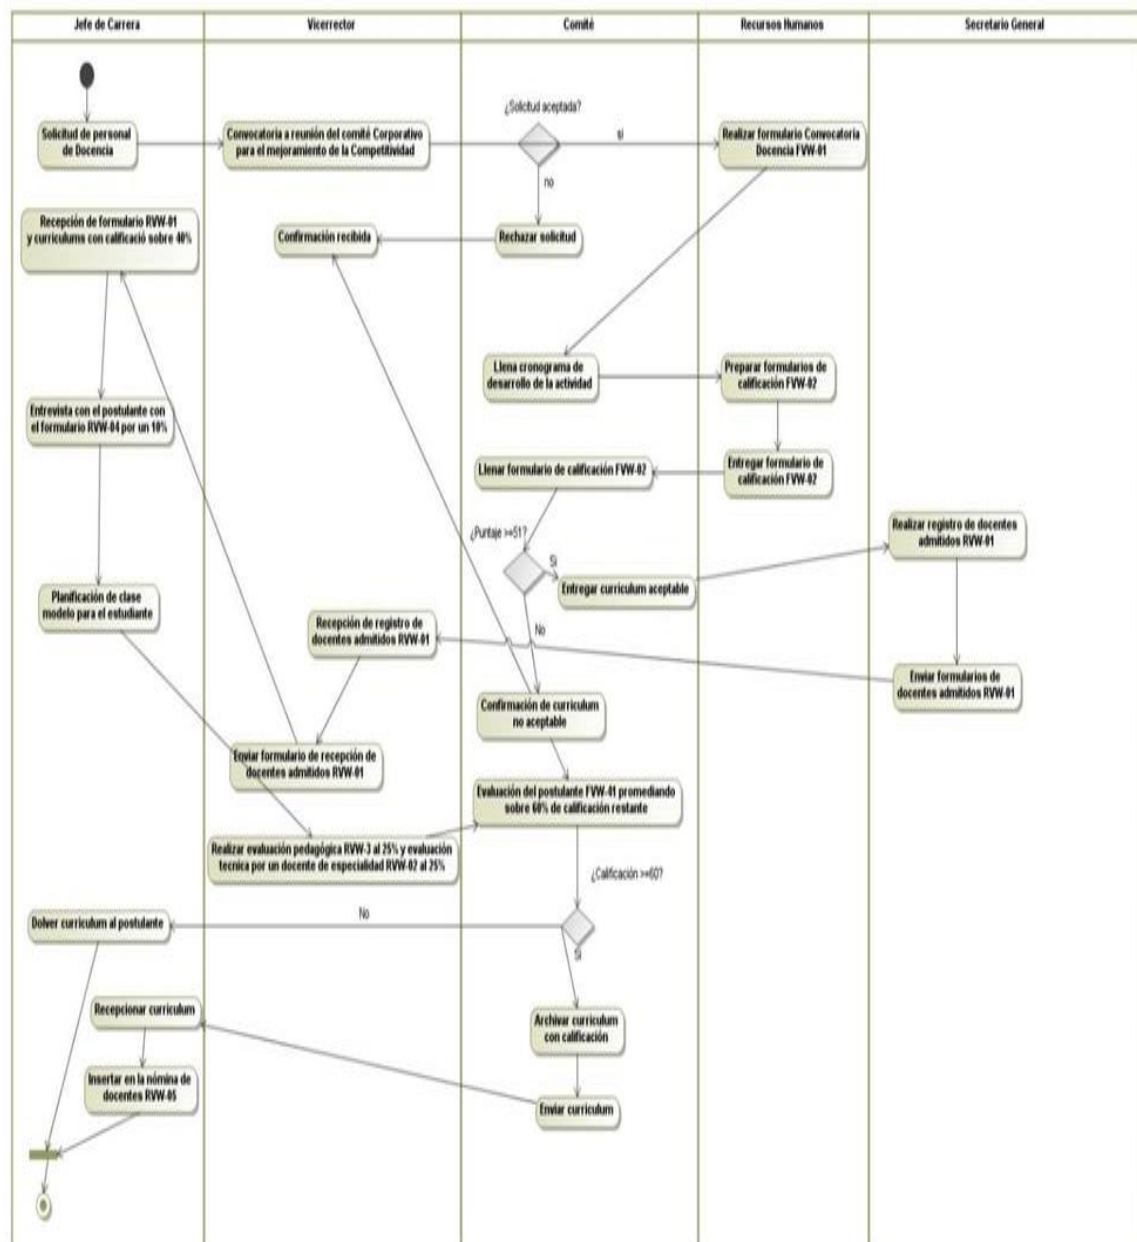 Jefe de Carrera
Vicerrector
Comité
Recursos Humanos
Secretario General
¿Solicitud aceptada?
Solicitud de personal
de Docencia
Convocatoria a reunión del comité Corporativo
para el mejoramiento de la Competitividad
si
Realizar formulario Convocatoria
Docencia FVW-01
no
Recepción de formulario RVW-01
y curriculums con calificació sobre 40%
Confirmación recibida
Rechazar solicitud
Llena cronograma de
desarrollo de la actividad
Preparar formularios de
calificación FVW-02
Entrevista con el postulante con
el formulario RVW-04 por un 10%
Llenar formulario de calificación FVW-02
Entregar formulario de
calificación FVW-02
¿Puntaje >=51?
Realizar registro de docentes
admitidos RVW-01
Si
Entregar curriculum aceptable
Planificación de clase
modelo para el estudiante
Recepción de registro de
docentes admitidos RVW-01
No
Enviar formularios de
docentes admitidos RVW-01
Confirmación de curriculum
no aceptable
Enviar formulario de recepción de
docentes admitidos RVW-01
Evaluación del postulante FVW-01 promediando
sobre 60% de calificación restante
Realizar evaluación pedagógica RVW-3 al 25% y evaluación
tecnica por un docente de especialidad RVW-02 al 25%
¿Calificación >=60?
No
Dolver curriculum al postulante
Si
Recepcionar curriculum
Archivar curriculum
con calificación
Insertar en la nómina de
docentes RVW-05
Enviar curriculum